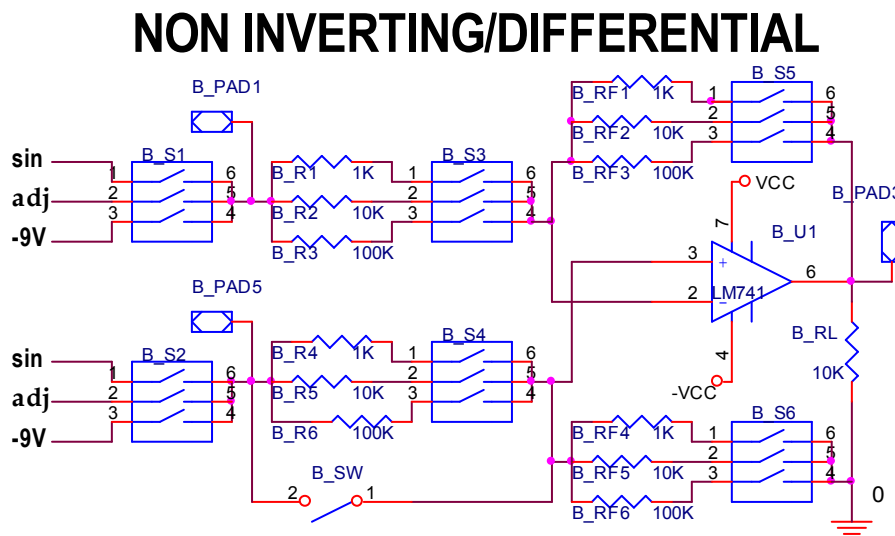 NON INVERTING/DIFFERENTIAL
B_PAD1
B_S5
B_RF1 1K 1 6
B_RF2 10K 2 5
B_RF3 100K 3 4
sin 1 B_S1 6 B_R1 1K 1 B_S3 6
adj 2 5 B_R2 10K 2 5
-9V 3 4 B_R3 100K 3 4
VCC
B_PAD3
7
B_U1
3 + 6
2 - LM741
B_PAD5
4
-VCC
B_RL
10K
sin 1 B_S2 6 B_R4 1K 1 B_S4 6
adj 2 5 B_R5 10K 2 5
-9V 3 4 B_R6 100K 3 4
B_S6
B_RF4 1K 1 6
B_RF5 10K 2 5
B_RF6 100K 3 4
B_SW
2 1
0